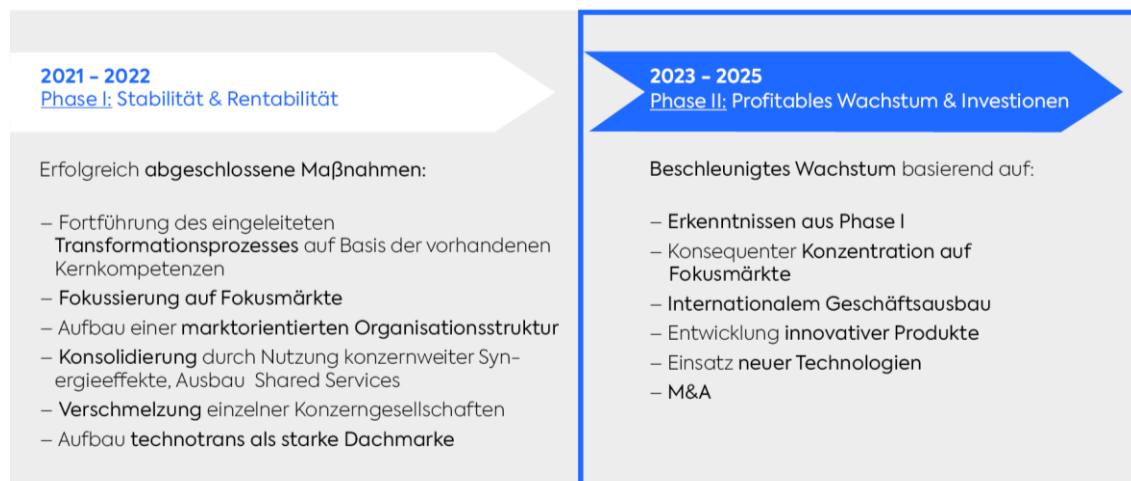 2021 – 2022
Phase I: Stabilität & Rentabilität
Erfolgreich abgeschlossene Maßnahmen:
– Fortführung des eingeleiteten
Transformationsprozesses auf Basis der vorhandenen
Kernkompetenzen
– Fokussierung auf Fokusmärkte
– Aufbau einer marktorientierten Organisationsstruktur
– Konsolidierung durch Nutzung konzernweiter Syn-
ergieeffekte, Ausbau Shared Services
– Verschmelzung einzelner Konzerngesellschaften
– Aufbau technotrans als starke Dachmarke
2023 – 2025
Phase II: Profitables Wachstum & Investionen
Beschleunigtes Wachstum basierend auf:
– Erkenntnissen aus Phase I
– Konsequenter Konzentration auf
Fokusmärkte
– Internationalem Geschäftsausbau
– Entwicklung innovativer Produkte
– Einsatz neuer Technologien
– M&A